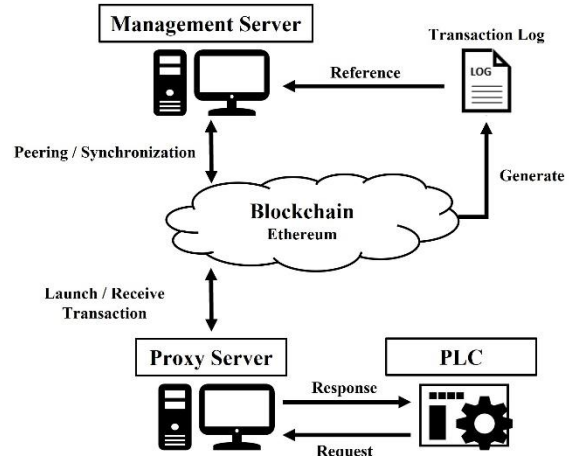 Management Server
Transaction Log
LOG
Reference
Peering / Synchronization
Generate
Blockchain
Ethereum
Launch / Receive
Transaction
Proxy Server
PLC
Response
Request